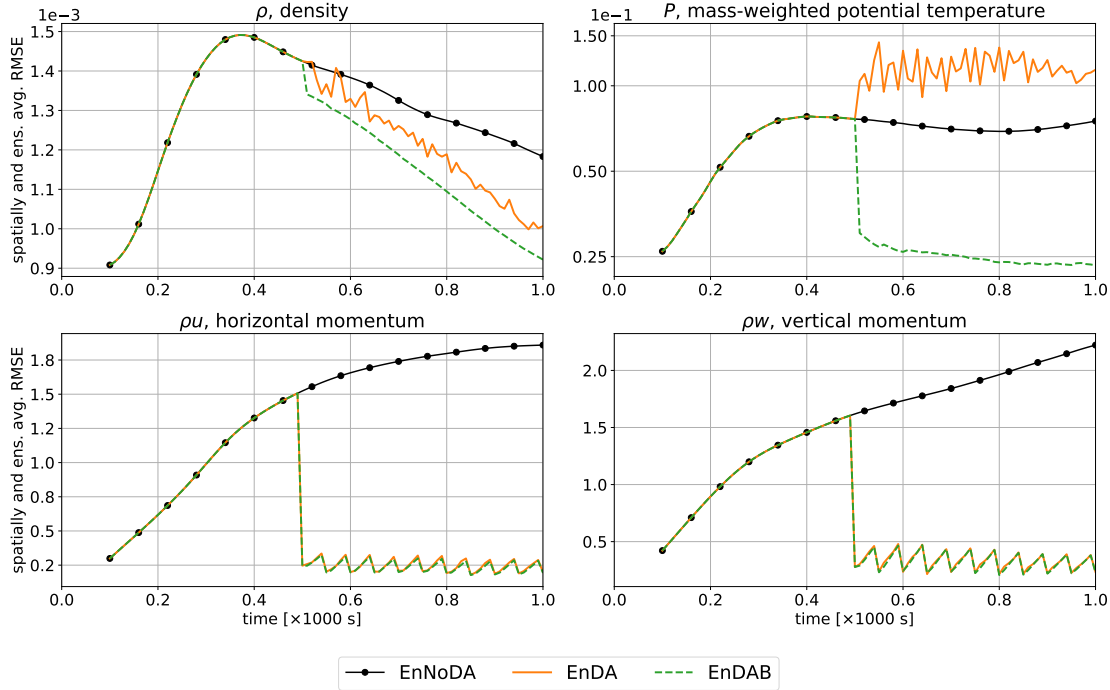 ρ, density
P, mass-weighted potential temperature
1e−3
1e−1
spatially and ens. avg. RMSE
1.5
1.4
1.3
1.2
1.1
1.0
0.9
0.0 0.2 0.4 0.6 0.8 1.0
1.50
1.00
0.50
0.25
0.0 0.2 0.4 0.6 0.8 1.0
ρu, horizontal momentum
ρw, vertical momentum
spatially and ens. avg. RMSE
1.8
1.5
1.2
1.0
0.8
0.5
0.2
0.0 0.2 0.4 0.6 0.8 1.0
time [×1000 s]
2.0
1.5
1.0
0.5
0.0 0.2 0.4 0.6 0.8 1.0
time [×1000 s]
EnNoDA EnDA EnDAB